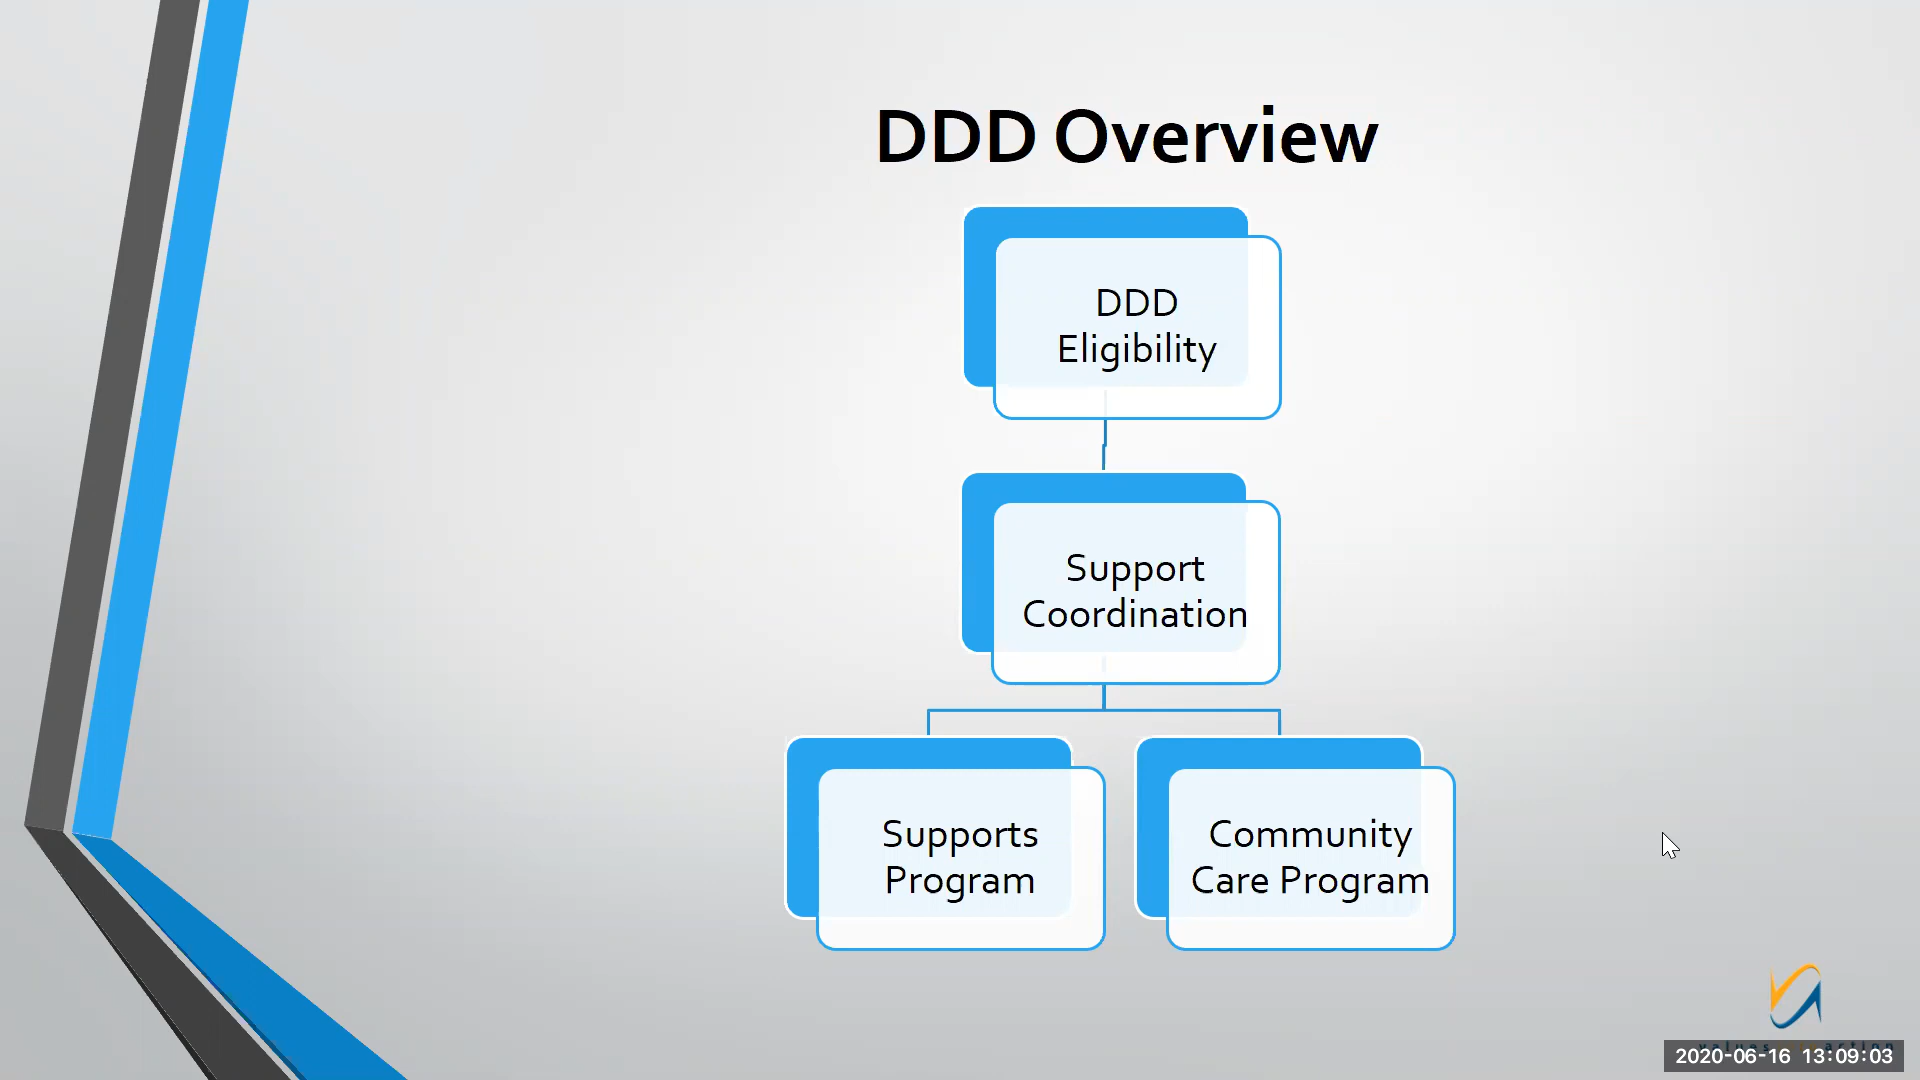 DDD Overview
DDD
Eligibility
Support
Coordination
Supports
Program
Community
Care Program
2020-06-16 13:09:03